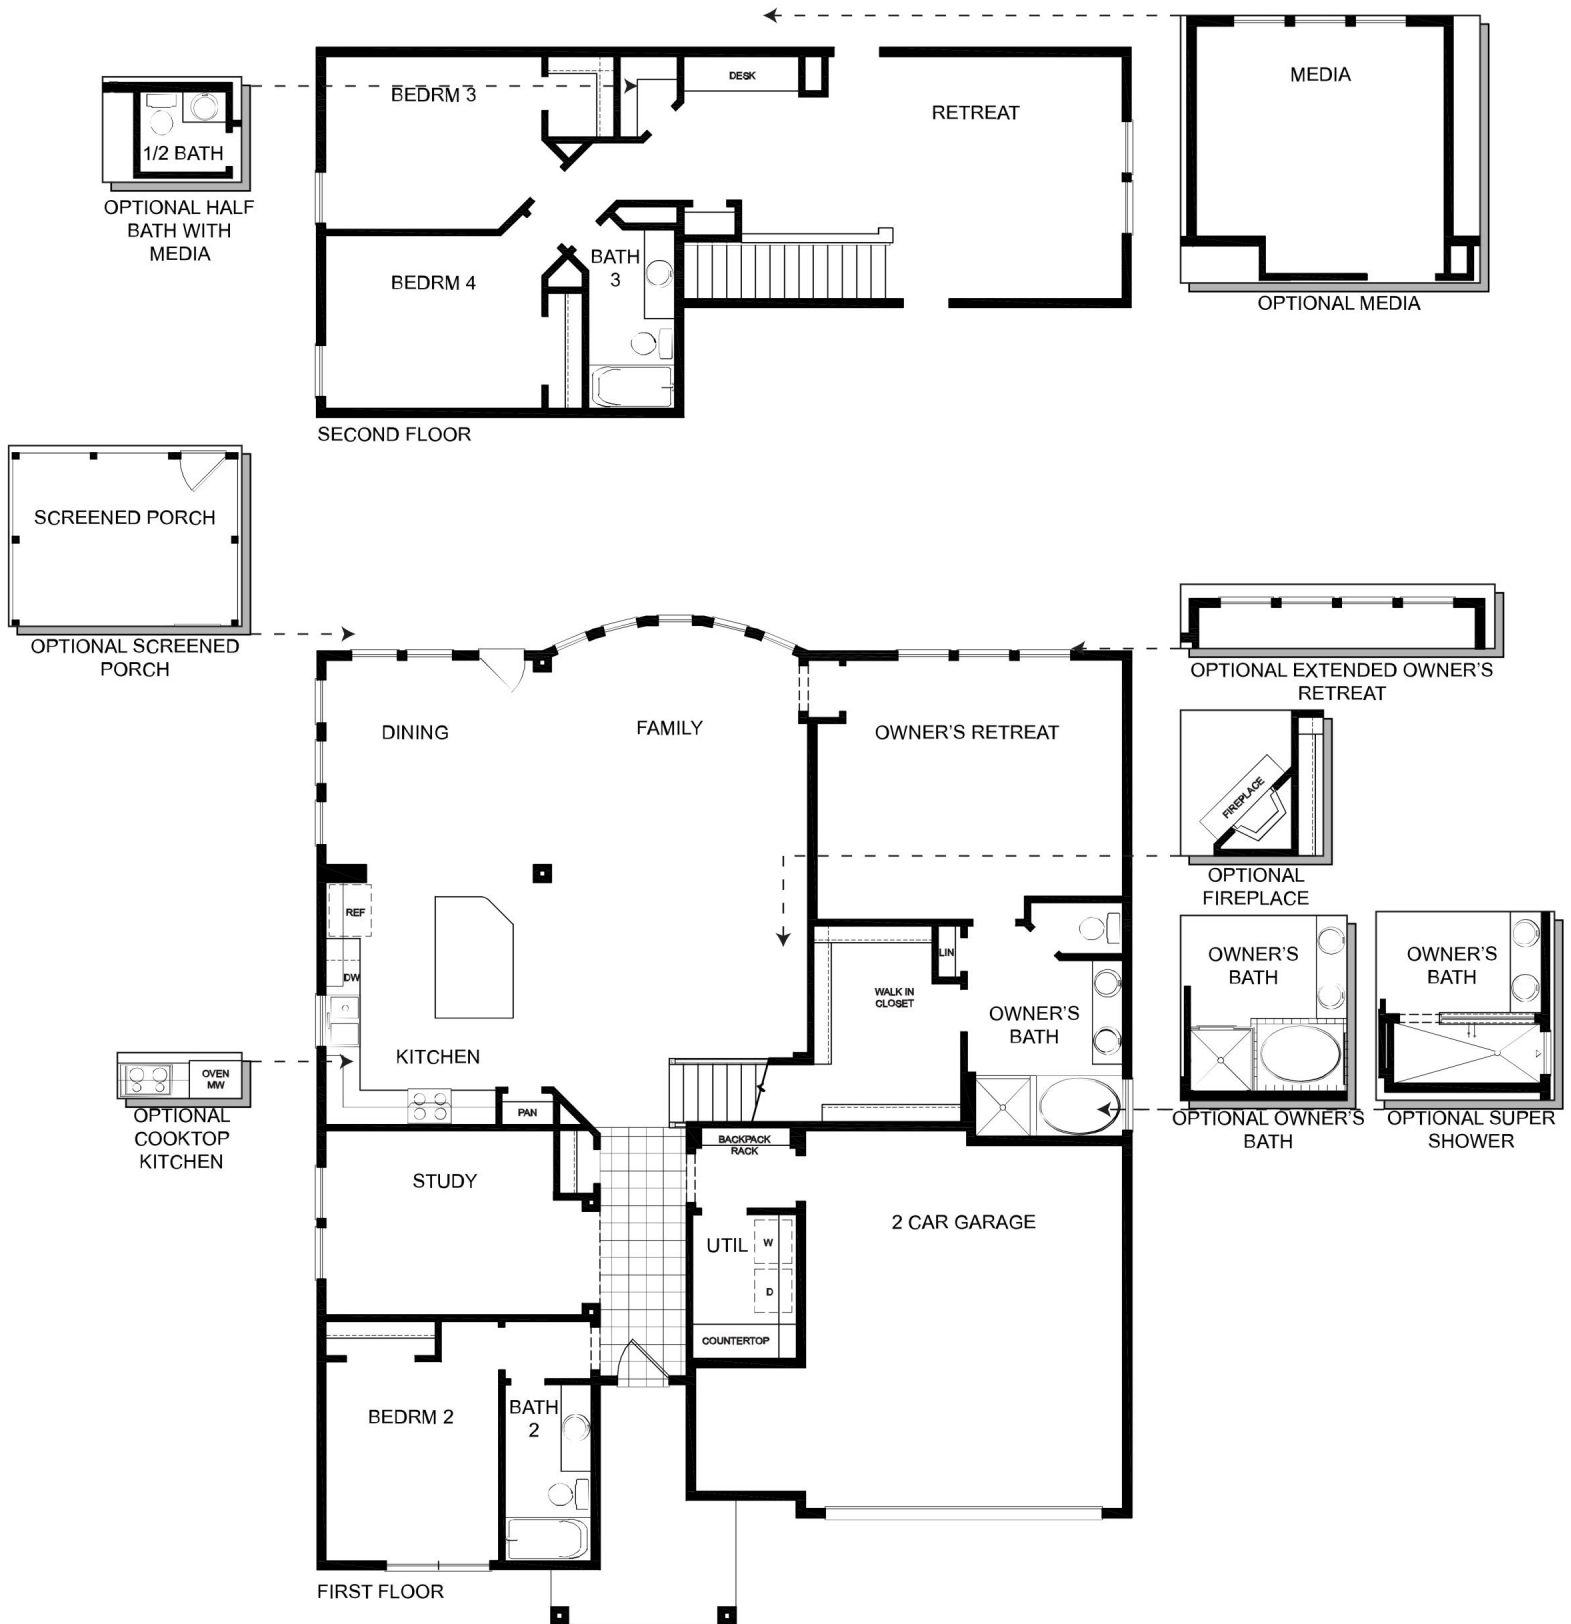 MEDIA
DESK
BEDRM 3
RETREAT
1/2 BATH
OPTIONAL HALF
BATH WITH
MEDIA
BATH
3
BEDRM 4
OPTIONAL MEDIA
SECOND FLOOR
SCREENED PORCH
OPTIONAL SCREENED
PORCH
OPTIONAL EXTENDED OWNER'S
RETREAT
DINING
FAMILY
OWNER'S RETREAT
FIREPLACE
OPTIONAL
FIREPLACE
REF
DW
LIN
WALK IN
CLOSET
OWNER'S
BATH
OWNER'S
BATH
OWNER'S
BATH
KITCHEN
OVEN
MW
OPTIONAL
COOKTOP
KITCHEN
PAN
OPTIONAL OWNER'S
BATH
OPTIONAL SUPER
SHOWER
BACKPACK
RACK
STUDY
2 CAR GARAGE
UTIL
W
D
COUNTERTOP
BEDRM 2
BATH
2
FIRST FLOOR